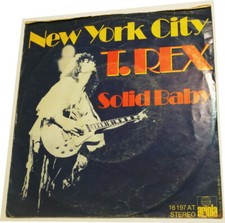 New York City
T. REX
Solid Baby
16 197 AT
STEREO
ariola